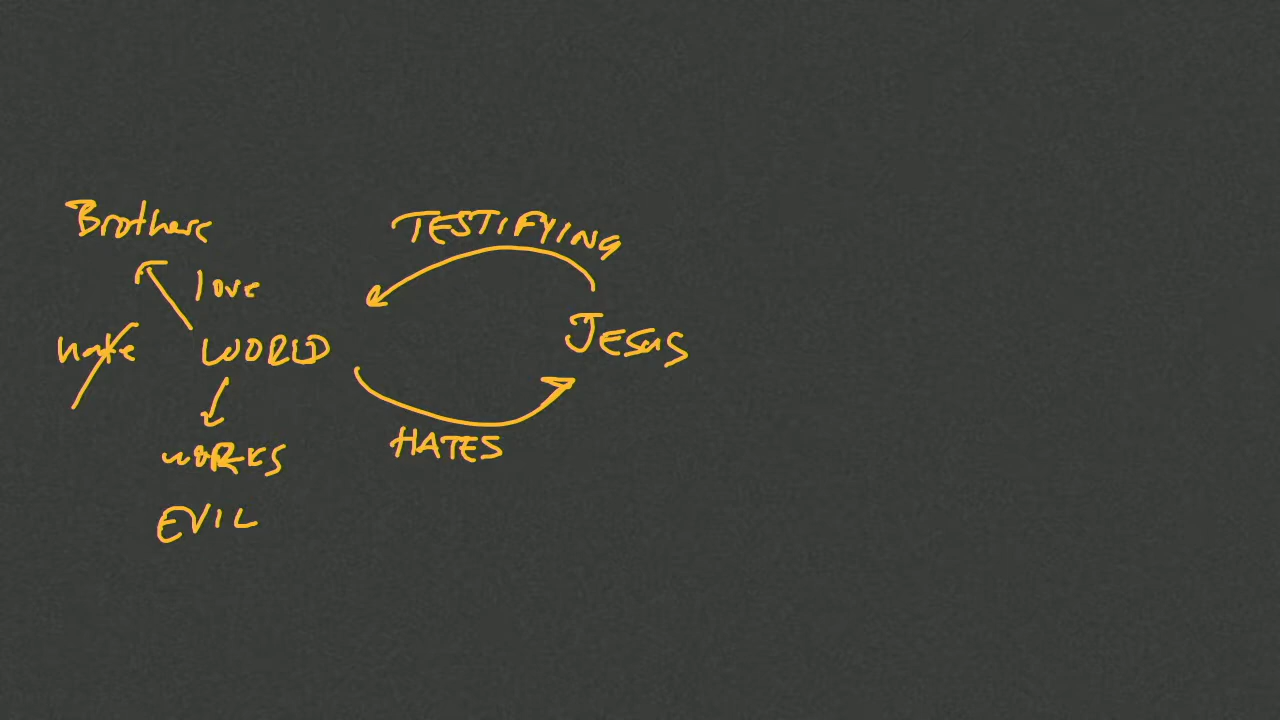 Brothers
TESTIFYING
love
hate
WORLD
JESUS
HATES
WORKS
EVIL